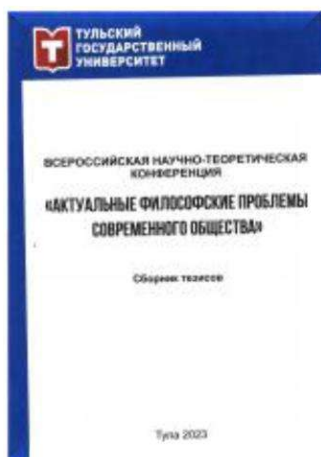 ТУЛЬСКИЙ
ГОСУДАРСТВЕННЫЙ
УНИВЕРСИТЕТ
ВСЕРОССИЙСКАЯ НАУЧНО-ТЕОРЕТИЧЕСКАЯ
КОНФЕРЕНЦИЯ
«АКТУАЛЬНЫЕ ФИЛОСОФСКИЕ ПРОБЛЕМЫ
СОВРЕМЕННОГО ОБЩЕСТВА»
Сборник тезисов
Тула 2023